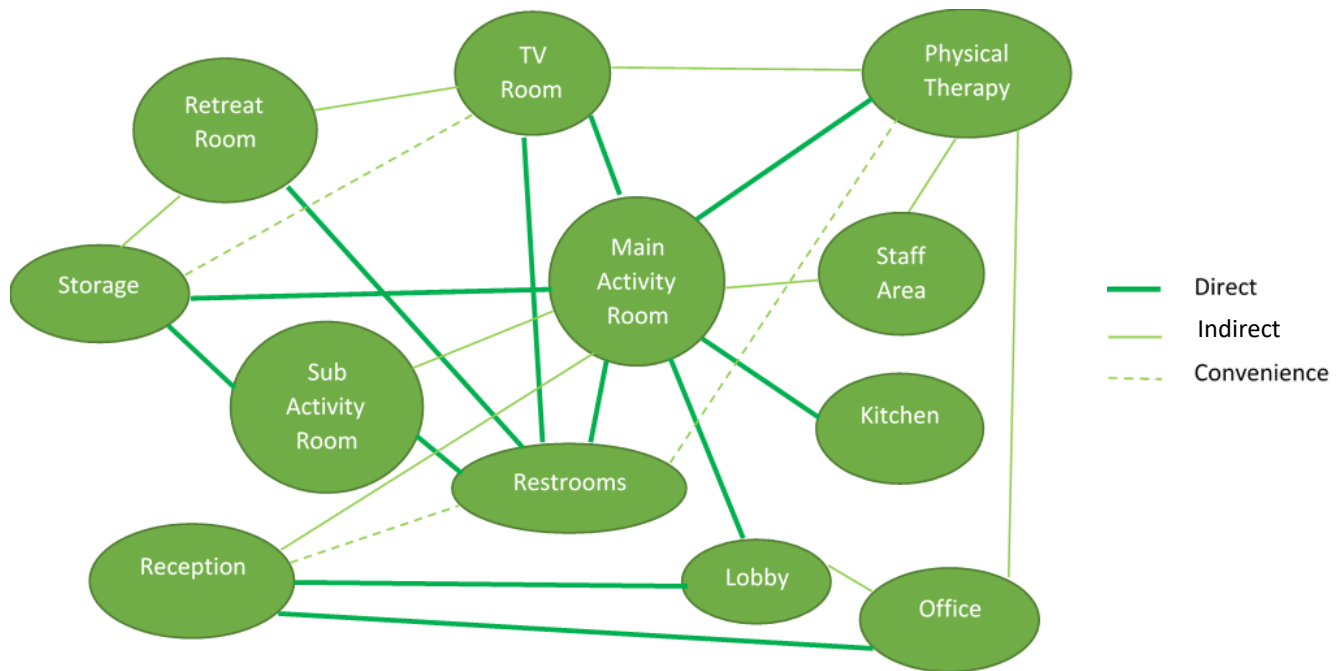 TV
Room
Physical
Therapy
Retreat
Room
Main
Activity
Room
Staff
Area
Storage
Direct
Indirect
Convenience
Sub
Activity
Room
Kitchen
Restrooms
Reception
Lobby
Office